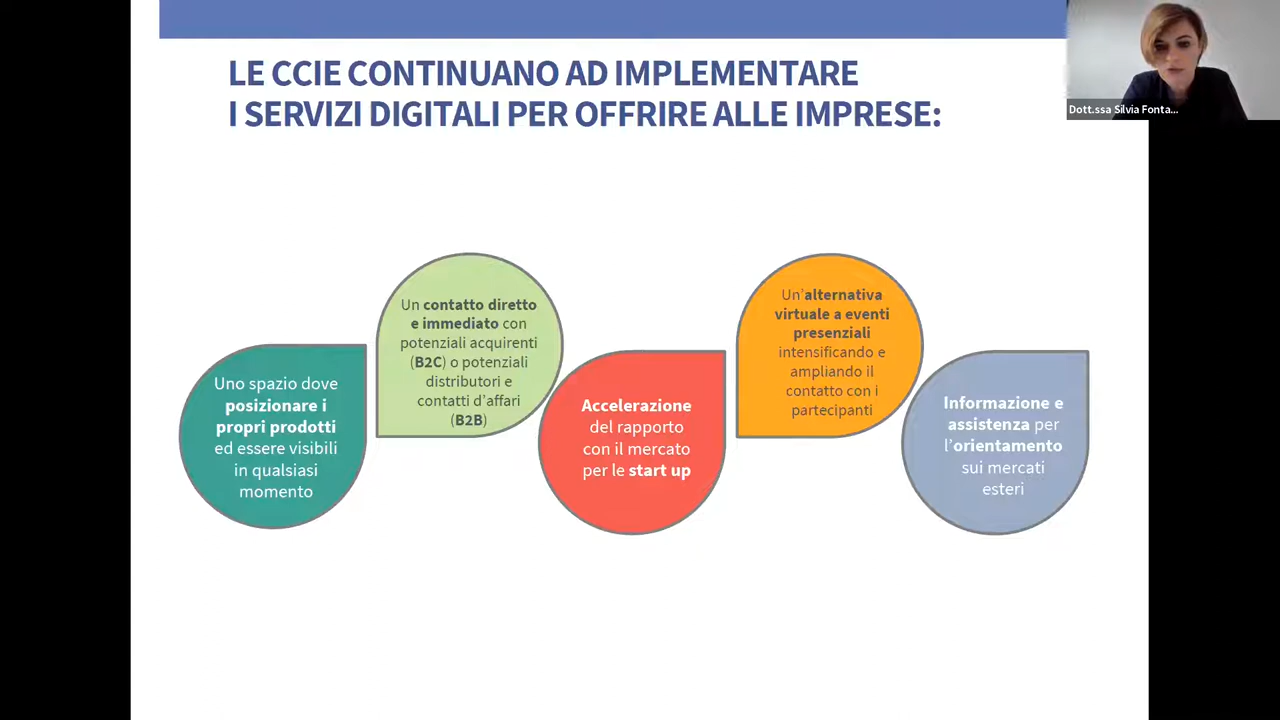 LE CCIE CONTINUANO AD IMPLEMENTARE
I SERVIZI DIGITALI PER OFFRIRE ALLE IMPRESE:
Dott.ssa Silvia Fonta...
Uno spazio dove
posizionare i
propri prodotti
ed essere visibili
in qualsiasi
momento
Un contatto diretto
e immediato con
potenziali acquirenti
(B2C) o potenziali
distributori e
contatti d'affari
(B2B)
Accelerazione
del rapporto
con il mercato
per le start up
Un'alternativa
virtuale a eventi
presenziali
intensificando e
ampliando il
contatto con i
partecipanti
Informazione e
assistenza per
l'orientamento
sui mercati
esteri